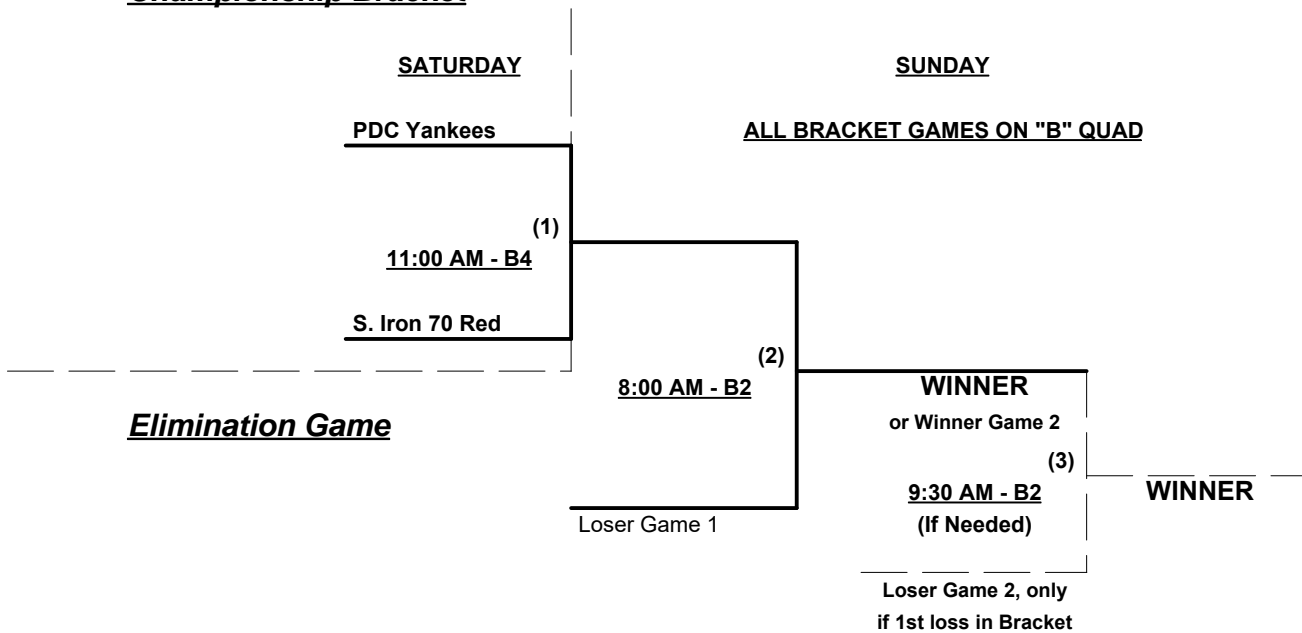 Championship Bracket
SATURDAY
SUNDAY
PDC Yankees
ALL BRACKET GAMES ON "B" QUAD
(1)
11:00 AM - B4
S. Iron 70 Red
(2)
8:00 AM - B2
WINNER
or Winner Game 2
Elimination Game
(3)
9:30 AM - B2
WINNER
(If Needed)
Loser Game 1
Loser Game 2, only
if 1st loss in Bracket